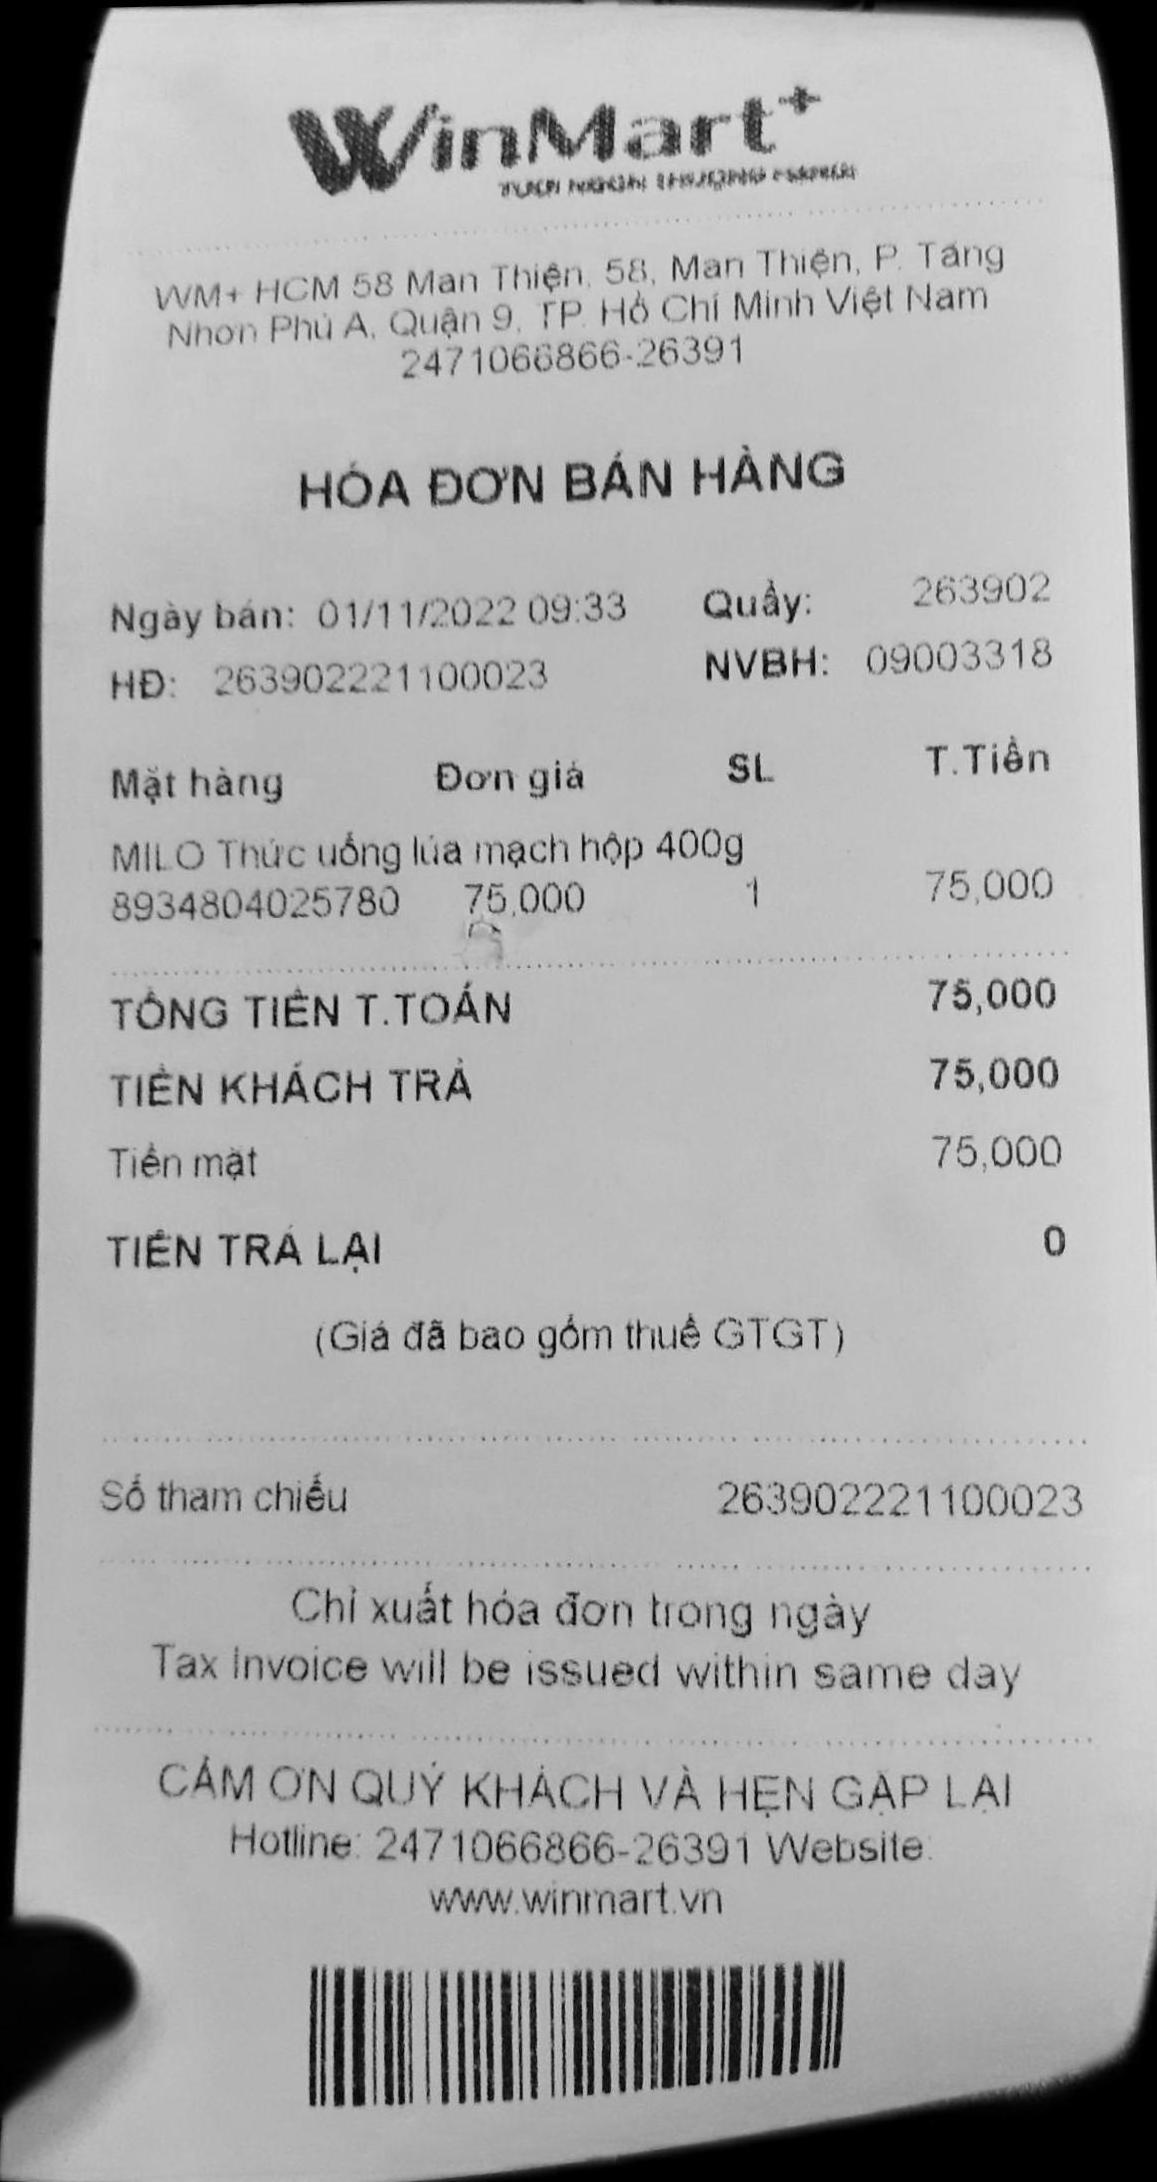 WinMart+
WM+ HCM 58 Man Thiện, 58, Man Thiện, P. Tăng
Nhơn Phú A, Quận 9, TP. Hồ Chí Minh Việt Nam
2471066866-26391
HÓA ĐƠN BÁN HÀNG
Ngày bán: 01/11/2022 09:33 Quầy: 263902
HĐ: 263902221100023 NVBH: 09003318
Mặt hàng Đơn giá SL T.Tiền
MILO Thức uống lúa mạch hộp 400g
8934804025780 75,000 1 75,000
TỔNG TIỀN T.TOÁN 75,000
TIỀN KHÁCH TRẢ 75,000
Tiền mặt 75,000
TIỀN TRẢ LẠI 0
(Giá đã bao gồm thuế GTGT)
Số tham chiếu 263902221100023
Chỉ xuất hóa đơn trong ngày
Tax invoice will be issued within same day
CẢM ƠN QUÝ KHÁCH VÀ HẸN GẶP LẠI
Hotline: 2471066866-26391 Website:
www.winmart.vn